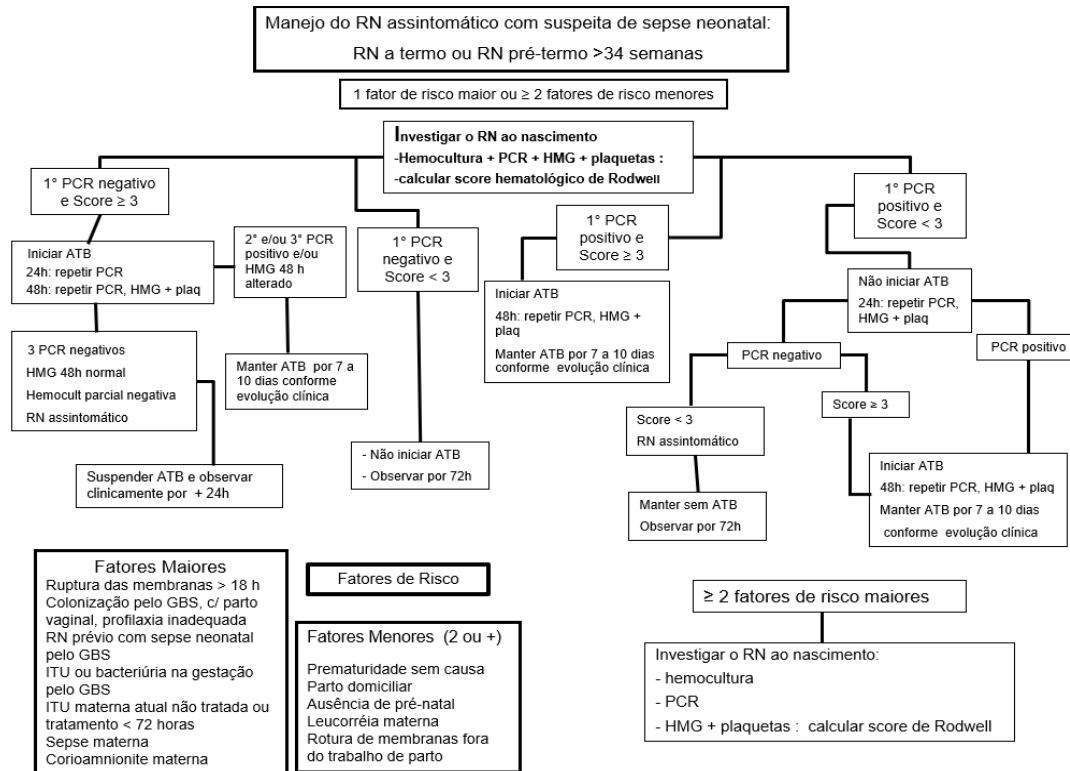 Manejo do RN assintomático com suspeita de sepse neonatal:
RN a termo ou RN pré-termo >34 semanas
1 fator de risco maior ou ≥ 2 fatores de risco menores
Investigar o RN ao nascimento
-Hemocultura + PCR + HMG + plaquetas :
-calcular score hematológico de Rodwell
1° PCR negativo
e Score ≥ 3
Iniciar ATB
24h: repetir PCR
48h: repetir PCR, HMG + plaq
2° e/ou 3° PCR
positivo e/ou
HMG 48 h
alterado
3 PCR negativos
HMG 48h normal
Hemocult parcial negativa
RN assintomático
Manter ATB por 7 a
10 dias conforme
evolução clínica
Suspender ATB e observar
clinicamente por + 24h
1° PCR
negativo e
Score < 3
- Não iniciar ATB
- Observar por 72h
1° PCR
positivo e
Score ≥ 3
Iniciar ATB
48h: repetir PCR, HMG +
plaq
Manter ATB por 7 a 10 dias
conforme evolução clínica
1° PCR
positivo e
Score < 3
Não iniciar ATB
24h: repetir PCR,
HMG + plaq
PCR negativo
PCR positivo
Score < 3
RN assintomático
Score ≥ 3
Manter sem ATB
Observar por 72h
Iniciar ATB
48h: repetir PCR, HMG + plaq
Manter ATB por 7 a 10 dias
conforme evolução clínica
Fatores Maiores
Ruptura das membranas > 18 h
Colonização pelo GBS, c/ parto
vaginal, profilaxia inadequada
RN prévio com sepse neonatal
pelo GBS
ITU ou bacteriúria na gestação
pelo GBS
ITU materna atual não tratada ou
tratamento < 72 horas
Sepse materna
Corioamnionite materna
Fatores de Risco
Fatores Menores (2 ou +)
Prematuridade sem causa
Parto domiciliar
Ausência de pré-natal
Leucorréia materna
Rotura de membranas fora
do trabalho de parto
≥ 2 fatores de risco maiores
Investigar o RN ao nascimento:
- hemocultura
- PCR
- HMG + plaquetas : calcular score de Rodwell